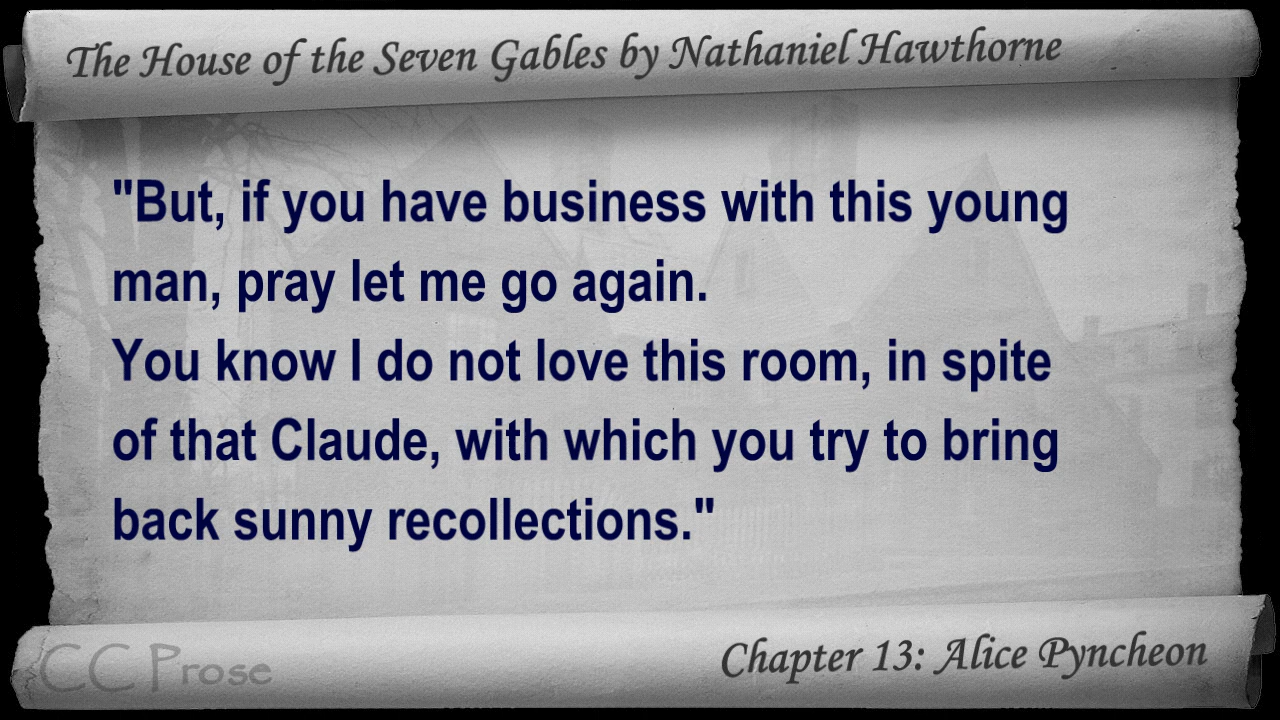 The House of the Seven Gables by Nathaniel Hawthorne
"But, if you have business with this young
man, pray let me go again.
You know I do not love this room, in spite
of that Claude, with which you try to bring
back sunny recollections."
CC Prose
Chapter 13: Alice Pyncheon